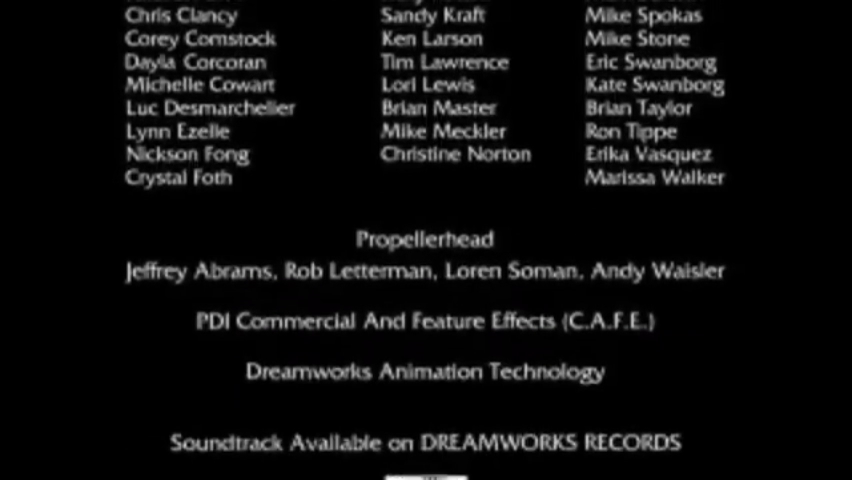 Chris Clancy Sandy Kraft Mike Spokas
Corey Comstock Ken Larson Mike Stone
Dayla Corcoran Tim Lawrence Eric Swanborg
Michelle Cowart Lori Lewis Kate Swanborg
Luc Desmarchelier Brian Master Brian Taylor
Lynn Ezelle Mike Meckler Ron Tippe
Nickson Fong Christine Norton Erika Vasquez
Crystal Foth Marissa Walker
Propellerhead
Jeffrey Abrams, Rob Letterman, Loren Soman, Andy Waisler
PDI Commercial And Feature Effects (C.A.F.E.)
Dreamworks Animation Technology
Soundtrack Available on DREAMWORKS RECORDS